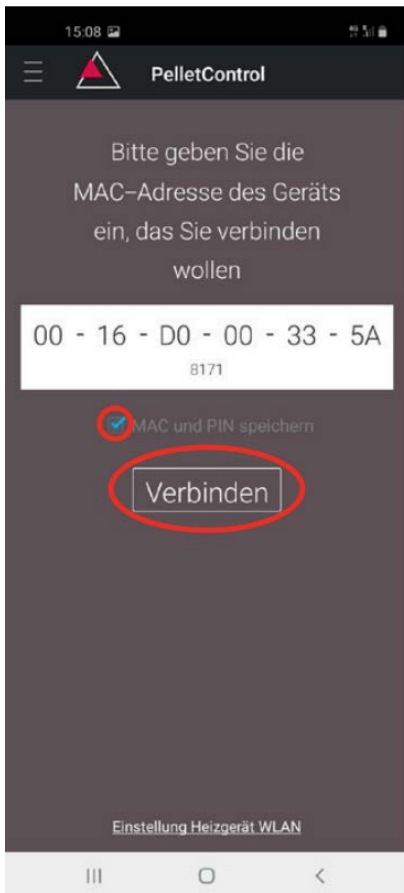 15:08
PelletControl
Bitte geben Sie die
MAC-Adresse des Geräts
ein, das Sie verbinden
wollen
00 - 16 - D0 - 00 - 33 - 5A
8171
MAC und PIN speichern
Verbinden
Einstellung Heizgerät WLAN